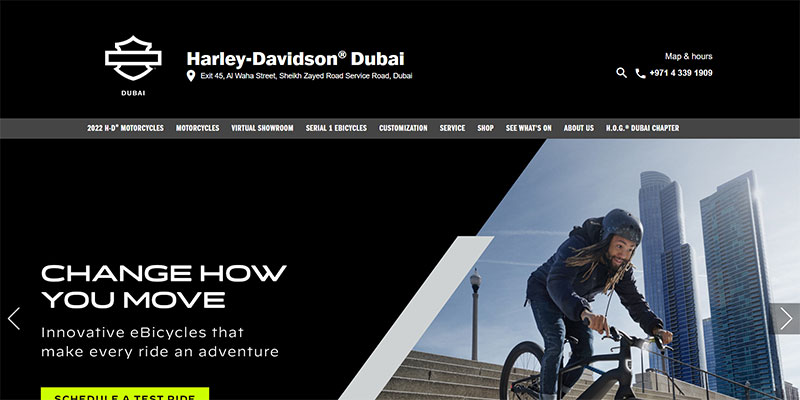 DUBAI
Harley-Davidson® Dubai
Exit 45, Al Waha Street, Sheikh Zayed Road Service Road, Dubai
Map & hours
+971 4 339 1909
2022 H-D® MOTORCYCLES MOTORCYCLES VIRTUAL SHOWROOM SERIAL 1 EBICYCLES CUSTOMIZATION SERVICE SHOP SEE WHAT'S ON ABOUT US H.O.G.® DUBAI CHAPTER
CHANGE HOW
YOU MOVE
Innovative eBicycles that
make every ride an adventure
SCHEDULE A TEST RIDE